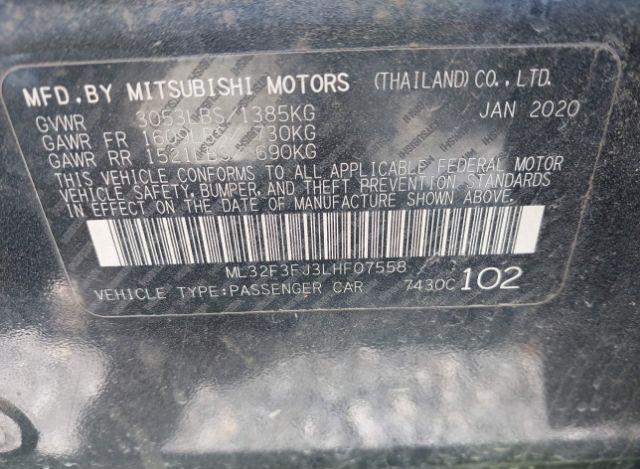 MFD. BY MITSUBISHI MOTORS (THAILAND) CO., LTD.
GVWR 3053LBS/1385KG JAN 2020
GAWR FR 1609LBS/ 730KG
GAWR RR 1521LBS/ 690KG
THIS VEHICLE CONFORMS TO ALL APPLICABLE FEDERAL MOTOR
VEHICLE SAFETY, BUMPER, AND THEFT PREVENTION STANDARDS
IN EFFECT ON THE DATE OF MANUFACTURE SHOWN ABOVE.
ML32F3FJ3LHF07558
VEHICLE TYPE:PASSENGER CAR 7430C 102